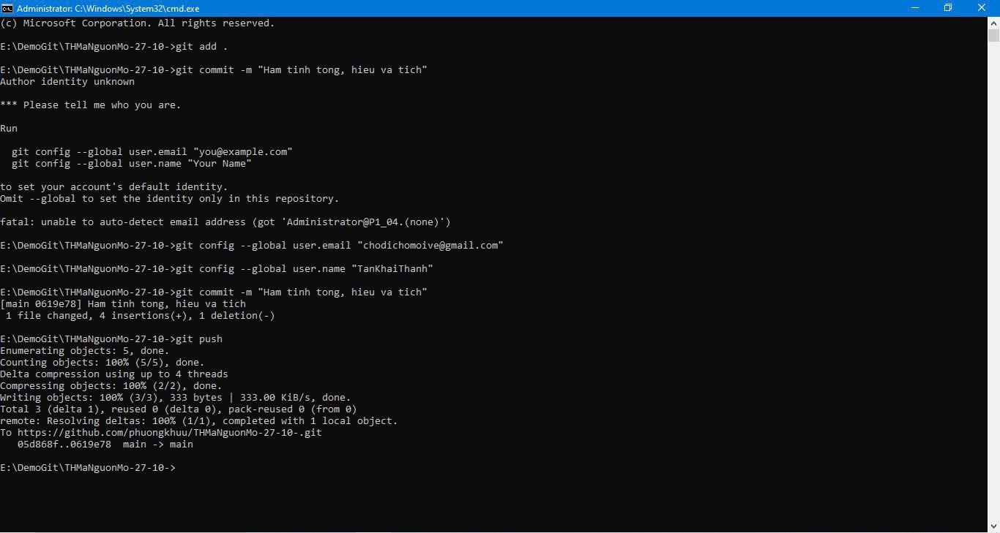 Administrator: C:\Windows\System32\cmd.exe
(c) Microsoft Corporation. All rights reserved.
E:\DemoGit\THMaNguonMo-27-10->git add .
E:\DemoGit\THMaNguonMo-27-10->git commit -m "Ham tinh tong, hieu va tich"
Author identity unknown
*** Please tell me who you are.
Run
  git config --global user.email "you@example.com"
  git config --global user.name "Your Name"
to set your account's default identity.
Omit --global to set the identity only in this repository.
fatal: unable to auto-detect email address (got 'Administrator@P1_04.(none)')
E:\DemoGit\THMaNguonMo-27-10->git config --global user.email "chodichomoive@gmail.com"
E:\DemoGit\THMaNguonMo-27-10->git config --global user.name "TanKhaiThanh"
E:\DemoGit\THMaNguonMo-27-10->git commit -m "Ham tinh tong, hieu va tich"
[main 0619e78] Ham tinh tong, hieu va tich
 1 file changed, 4 insertions(+), 1 deletion(-)
E:\DemoGit\THMaNguonMo-27-10->git push
Enumerating objects: 5, done.
Counting objects: 100% (5/5), done.
Delta compression using up to 4 threads
Compressing objects: 100% (2/2), done.
Writing objects: 100% (3/3), 333 bytes | 333.00 KiB/s, done.
Total 3 (delta 1), reused 0 (delta 0), pack-reused 0 (from 0)
remote: Resolving deltas: 100% (1/1), completed with 1 local object.
To https://github.com/phuongkhuu/THMaNguonMo-27-10-.git
   05d868f..0619e78  main -> main
E:\DemoGit\THMaNguonMo-27-10->